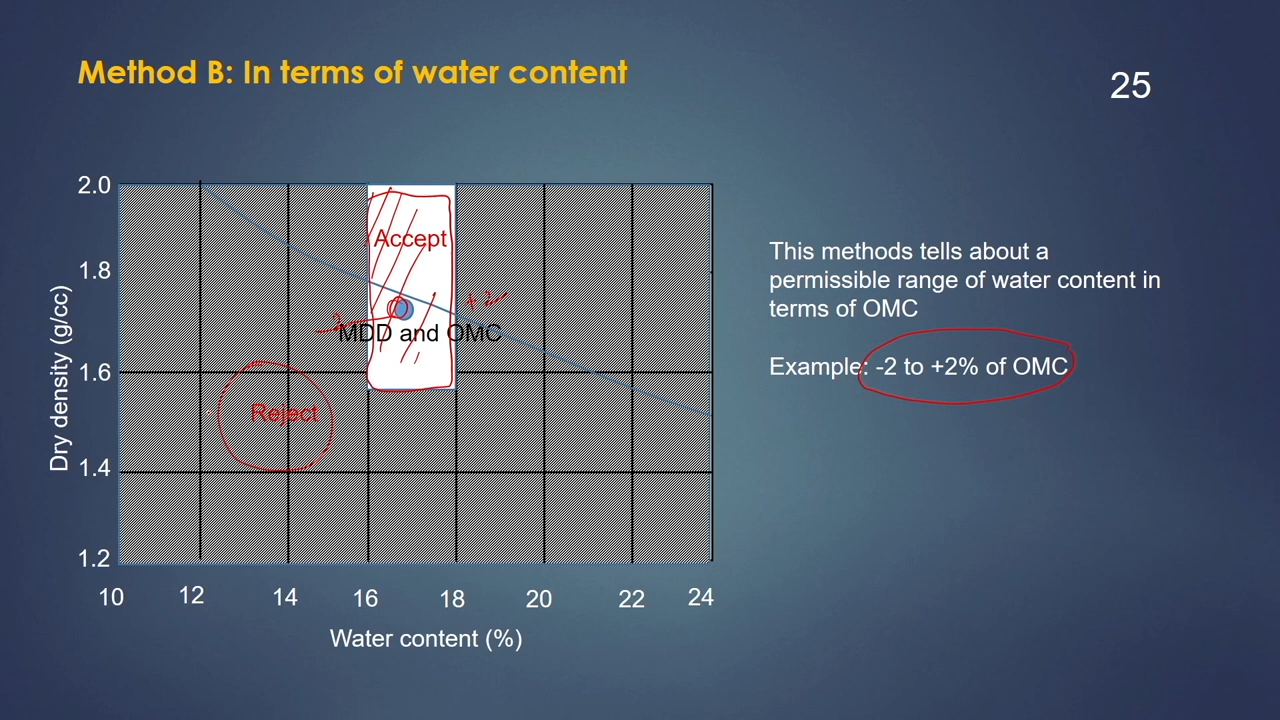 Method B: In terms of water content
25
2.0
1.8
1.6
1.4
1.2
Dry density (g/cc)
Accept
+2
MDD and OMC
Reject
10 12 14 16 18 20 22 24
Water content (%)
This methods tells about a
permissible range of water content in
terms of OMC
Example: -2 to +2% of OMC